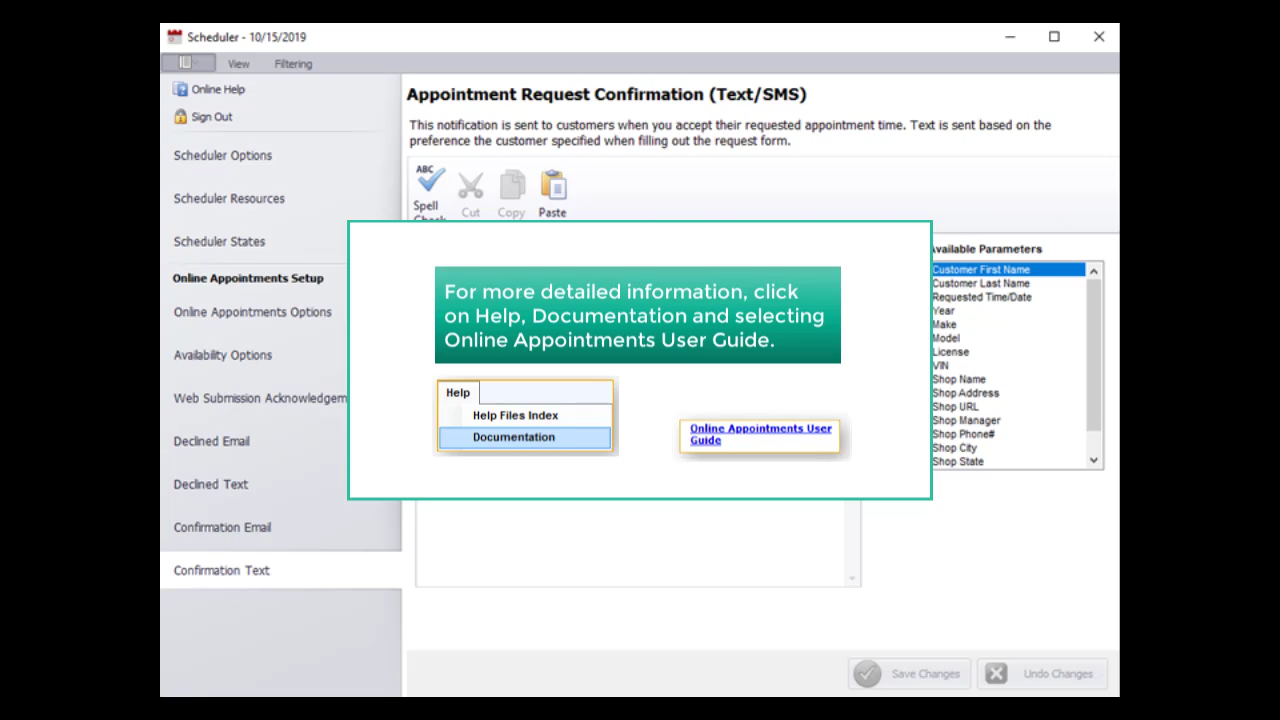 Scheduler - 10/15/2019
View
Filtering
Online Help
Sign Out
Scheduler Options
Scheduler Resources
Scheduler States
Online Appointments Setup
Online Appointments Options
Availability Options
Web Submission Acknowledgem
Declined Email
Declined Text
Confirmation Email
Confirmation Text
Appointment Request Confirmation (Text/SMS)
This notification is sent to customers when you accept their requested appointment time. Text is sent based on the
preference the customer specified when filling out the request form.
ABC
Spell
Check
Cut
Copy
Paste
For more detailed information, click
on Help, Documentation and selecting
Online Appointments User Guide.
Help
Help Files Index
Documentation
Online Appointments User
Guide
Available Parameters
Customer First Name
Customer Last Name
Requested Time/Date
Year
Make
Model
License
VIN
Shop Name
Shop Address
Shop URL
Shop Manager
Shop Phone#
Shop City
Shop State
Save Changes
Undo Changes